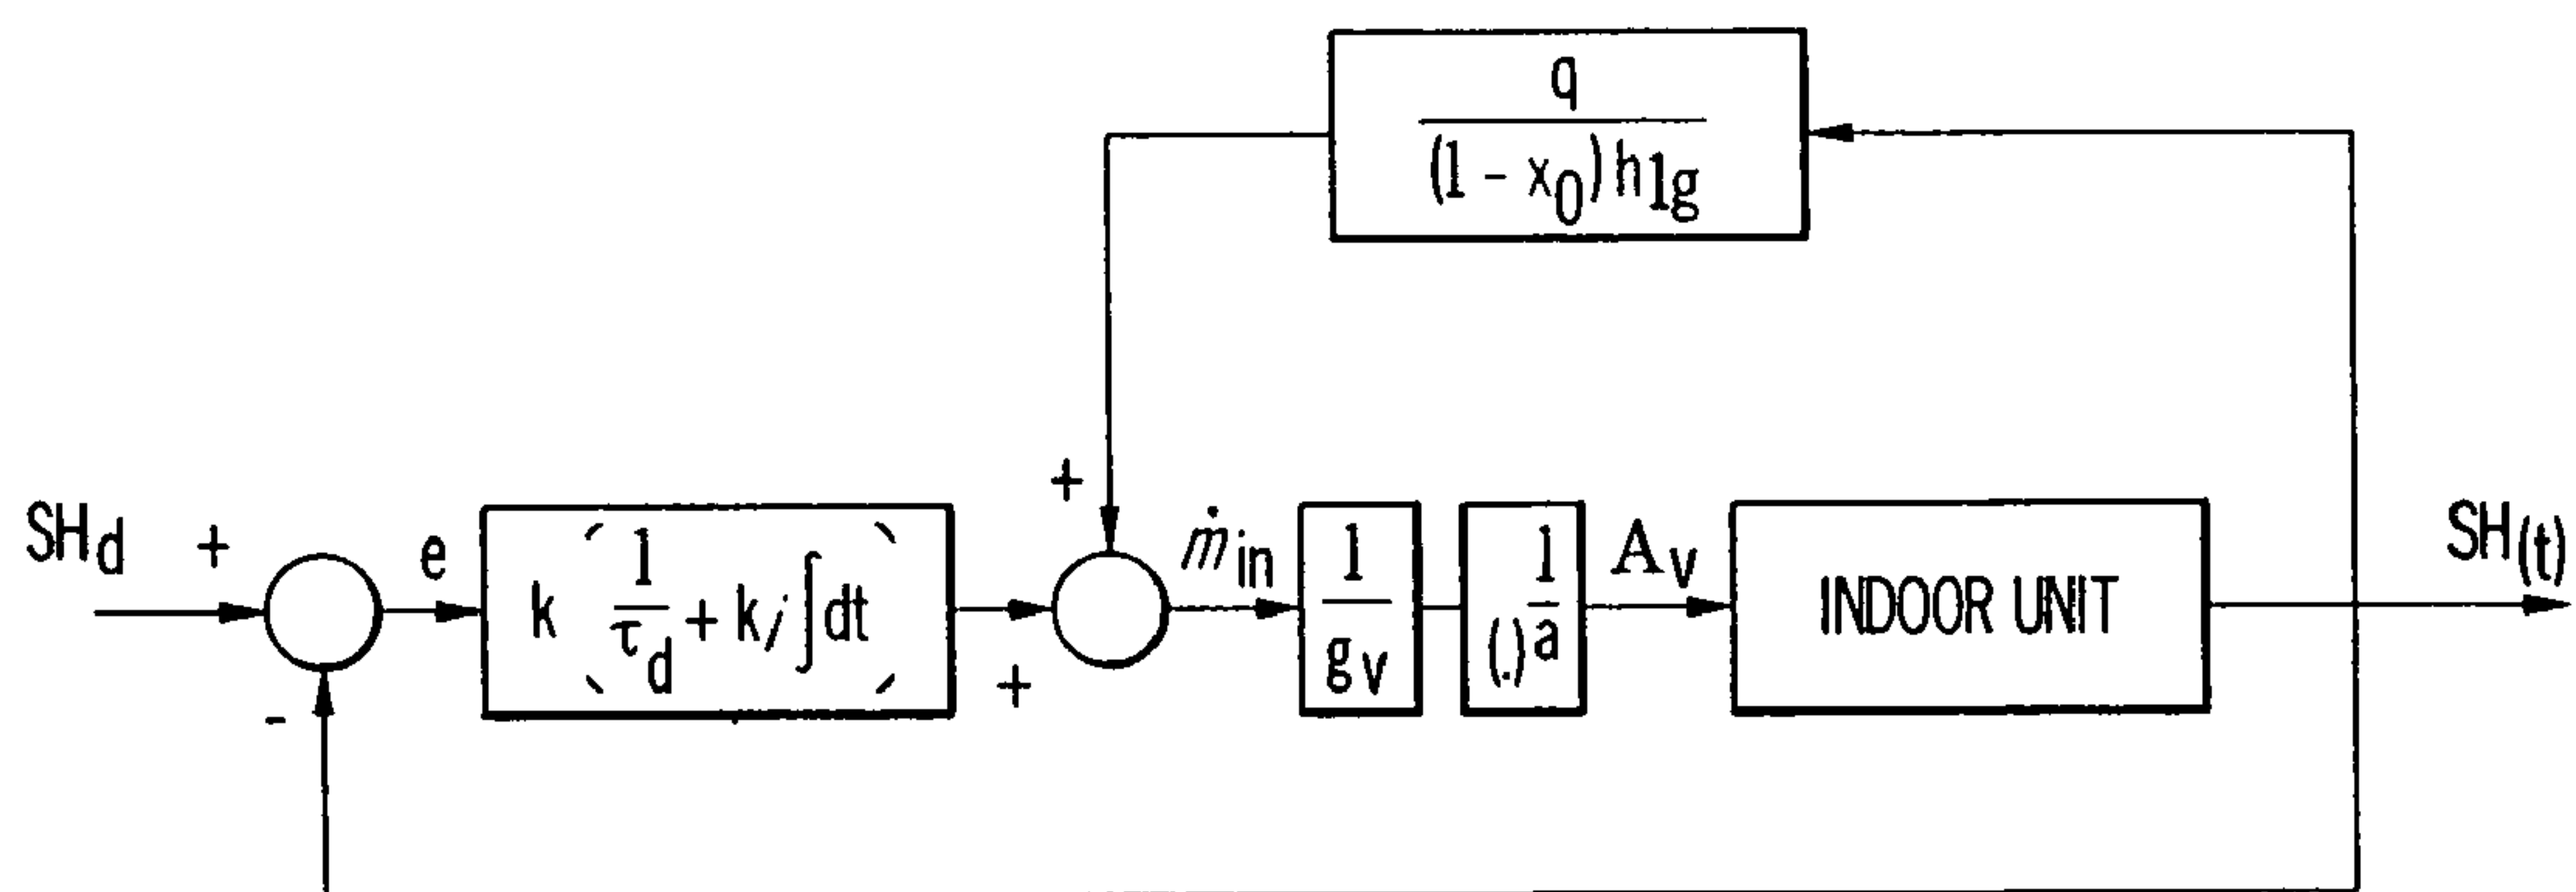 q
(1 - x0) h1g
SHd + e k ( 1/τd + ki ∫dt ) + + ṁin 1/gv (.)1/a Av INDOOR UNIT SH(t)
-